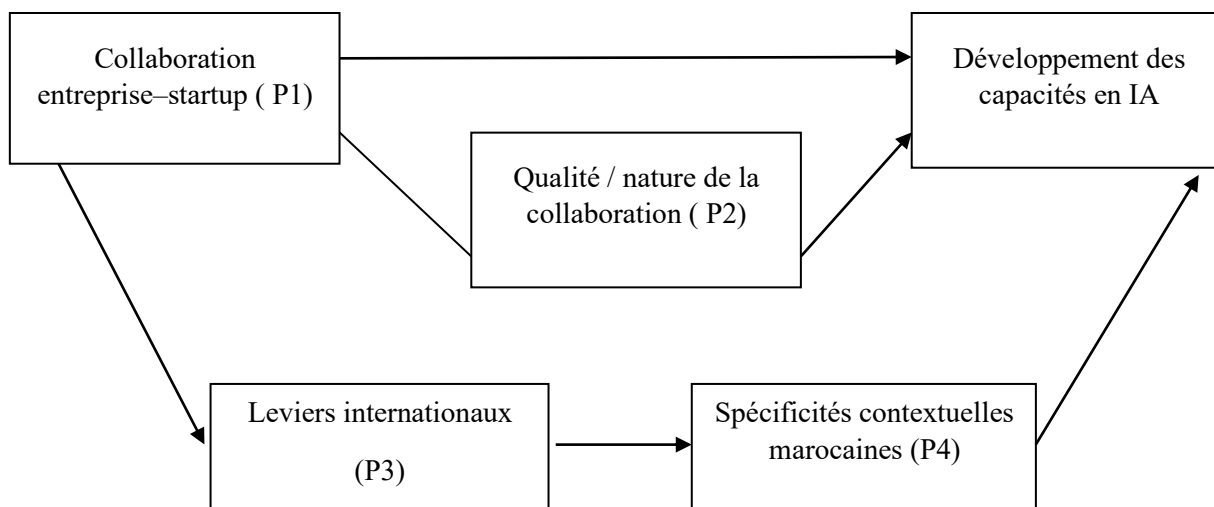 Collaboration
entreprise–startup ( P1)
Développement des
capacités en IA
Qualité / nature de la
collaboration ( P2)
Leviers internationaux
(P3)
Spécificités contextuelles
marocaines (P4)